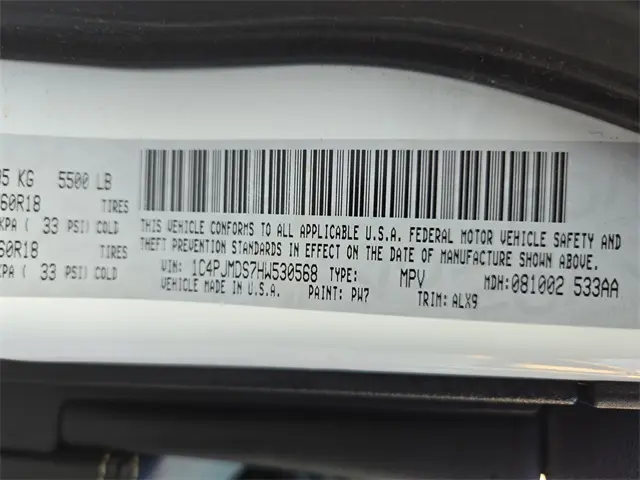 5 KG 5500 LB
60R18 TIRES
KPA ( 33 PSI) COLD
60R18 TIRES
KPA ( 33 PSI) COLD
THIS VEHICLE CONFORMS TO ALL APPLICABLE U.S.A. FEDERAL MOTOR VEHICLE SAFETY AND
THEFT PREVENTION STANDARDS IN EFFECT ON THE DATE OF MANUFACTURE SHOWN ABOVE.
VIN: 1C4PJMDS7HW530568 TYPE: MPV MDH:081002 533AA
VEHICLE MADE IN U.S.A. PAINT: PW7 TRIM: ALX9